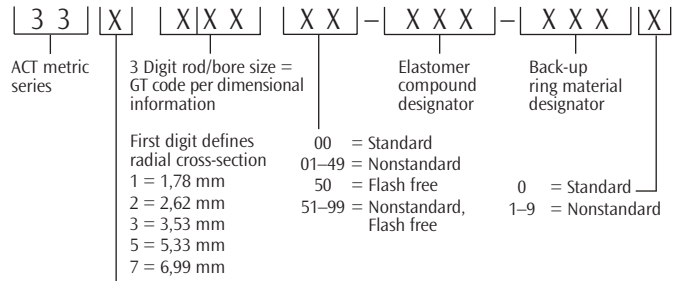 3 3 X X X X X X – X X X – X X X X
ACT metric
series
3 Digit rod/bore size =
GT code per dimensional
information
First digit defines
radial cross-section
1 = 1,78 mm
2 = 2,62 mm
3 = 3,53 mm
5 = 5,33 mm
7 = 6,99 mm
00 = Standard
01–49 = Nonstandard
50 = Flash free
51–99 = Nonstandard,
Flash free
Elastomer
compound
designator
Back-up
ring material
designator
0 = Standard
1–9 = Nonstandard